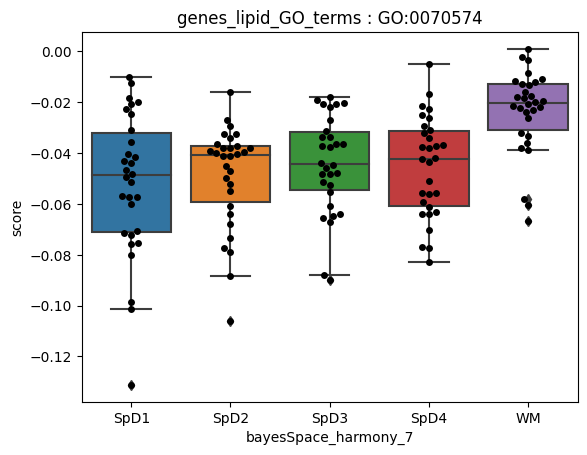 genes_lipid_GO_terms : GO:0070574
0.00
−0.02
−0.04
−0.06
−0.08
−0.10
−0.12
score
SpD1 SpD2 SpD3 SpD4 WM
bayesSpace_harmony_7